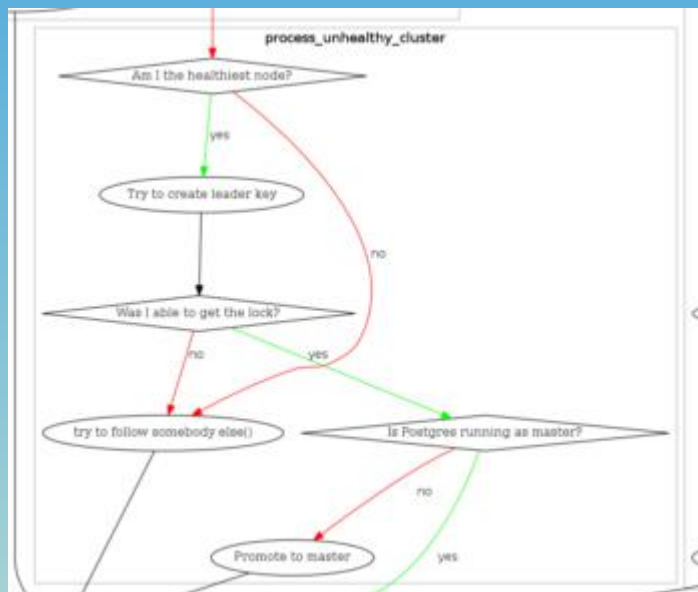 process_unhealthy_cluster
Am I the healthiest node?
yes
Try to create leader key
no
Was I able to get the lock?
no
yes
try to follow somebody else()
Is Postgres running as master?
no
Promote to master
yes